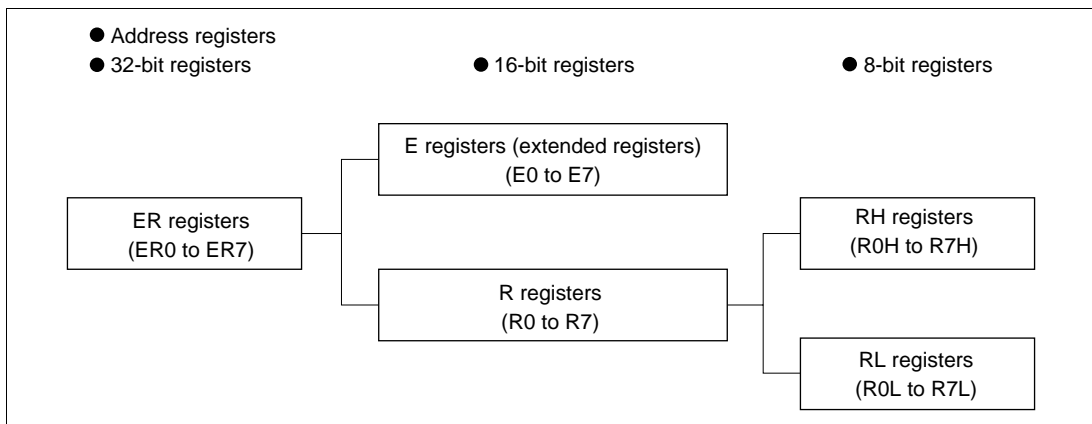 ● Address registers
● 32-bit registers
● 16-bit registers
● 8-bit registers
E registers (extended registers)
(E0 to E7)
ER registers
(ER0 to ER7)
RH registers
(R0H to R7H)
R registers
(R0 to R7)
RL registers
(R0L to R7L)